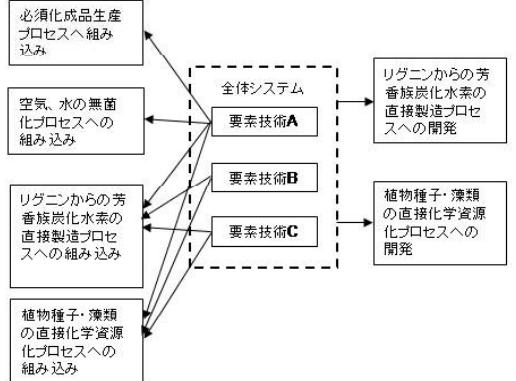 必須化成品生産
プロセスへ組み
込み
空気、水の無菌
化プロセスへの
組み込み
リグニンからの芳
香族炭化水素の
直接製造プロセ
スへの組み込み
植物種子・藻類
の直接化学資源
化プロセスへの
組み込み
全体システム
要素技術A
要素技術B
要素技術C
リグニンからの芳
香族炭化水素の
直接製造プロセ
スへの開発
植物種子・藻類
の直接化学資源
化プロセスへの
開発